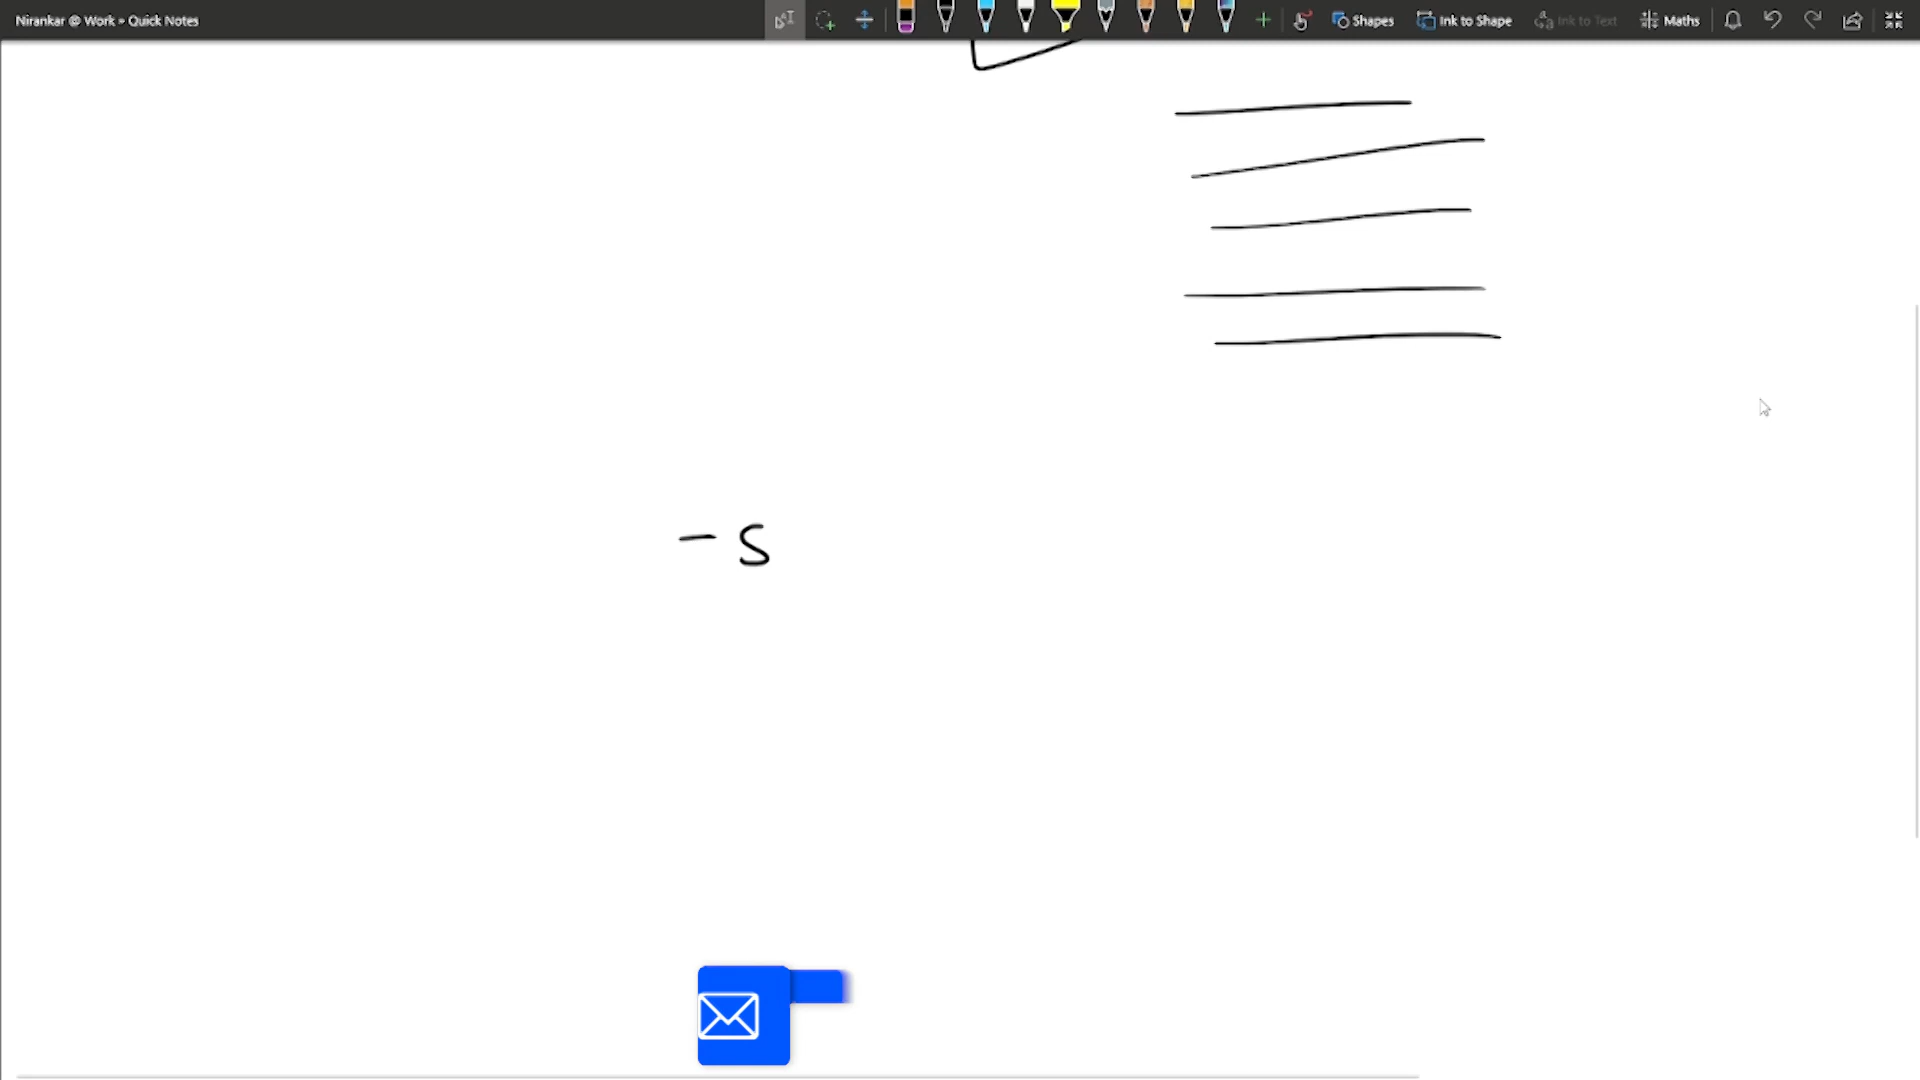 Nirankar @ Work » Quick Notes
Shapes
Ink to Shape
Ink to Text
Maths
- S